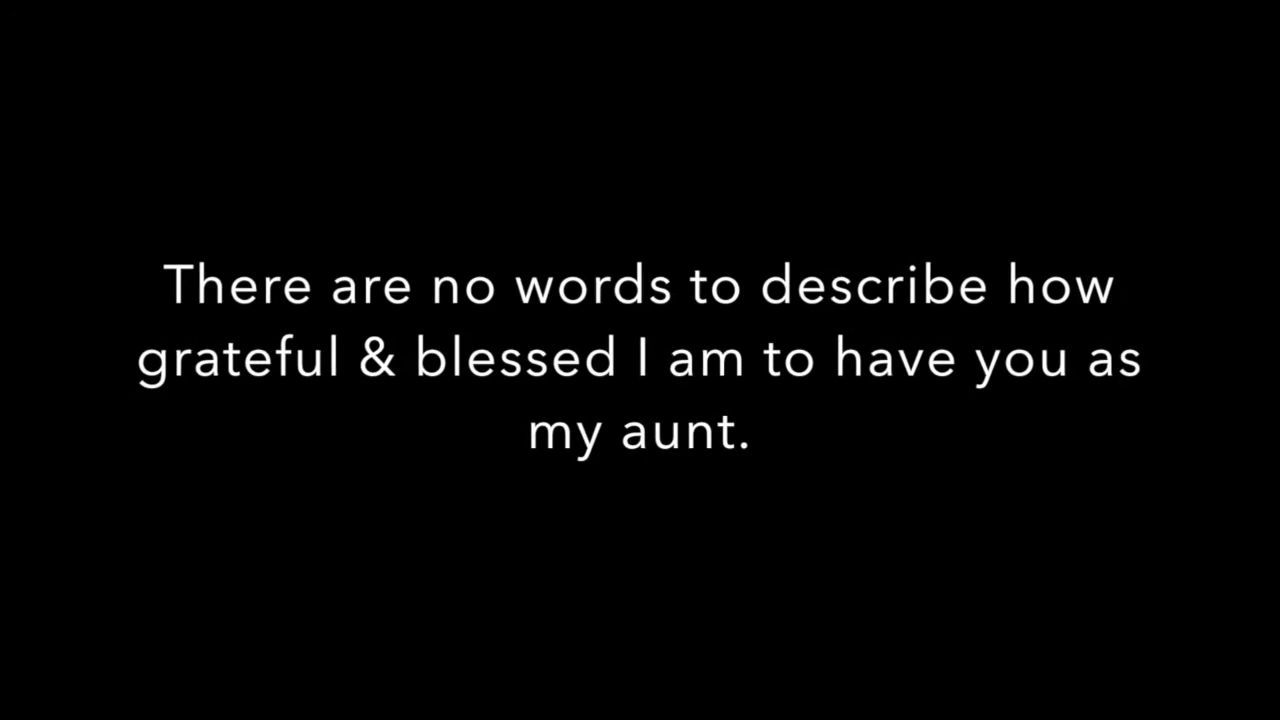 There are no words to describe how
grateful & blessed I am to have you as
my aunt.